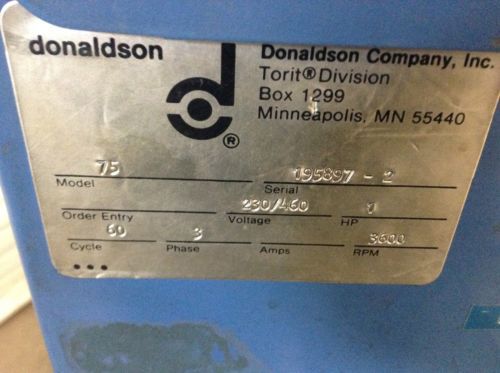 donaldson
Donaldson Company, Inc.
Torit® Division
Box 1299
Minneapolis, MN 55440
®
75
195897 - 2
Model
Serial
230/460
1
Order Entry
Voltage
HP
60
3
3600
Cycle
Phase
Amps
RPM